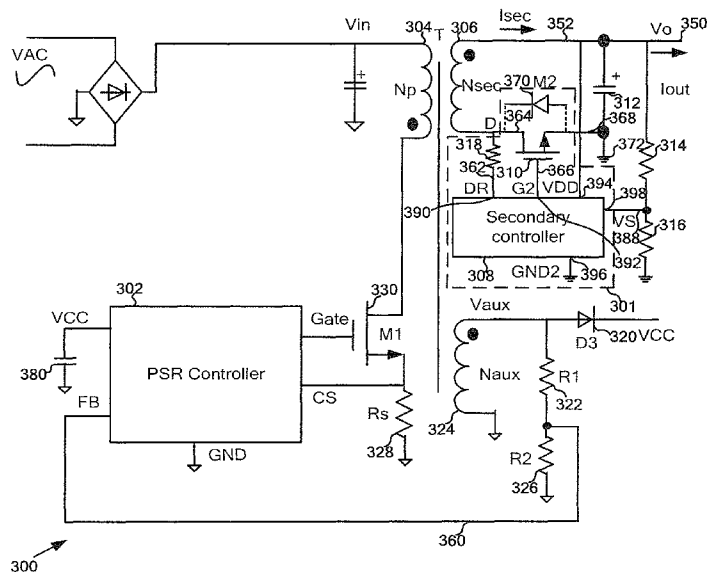 Isec
352
Vo
350
Vin
304
T
306
VAC
Np
Nsec
370
M2
+
+
312
Iout
D
364
368
318
372
314
362
310
366
DR
G2
VDD
394
398
390
Secondary
controller
VS
388
316
392
308
GND2
396
302
330
Vaux
301
VCC
Gate
M1
320
VCC
D3
380
PSR Controller
Naux
R1
322
FB
CS
Rs
324
GND
328
R2
326
300
360